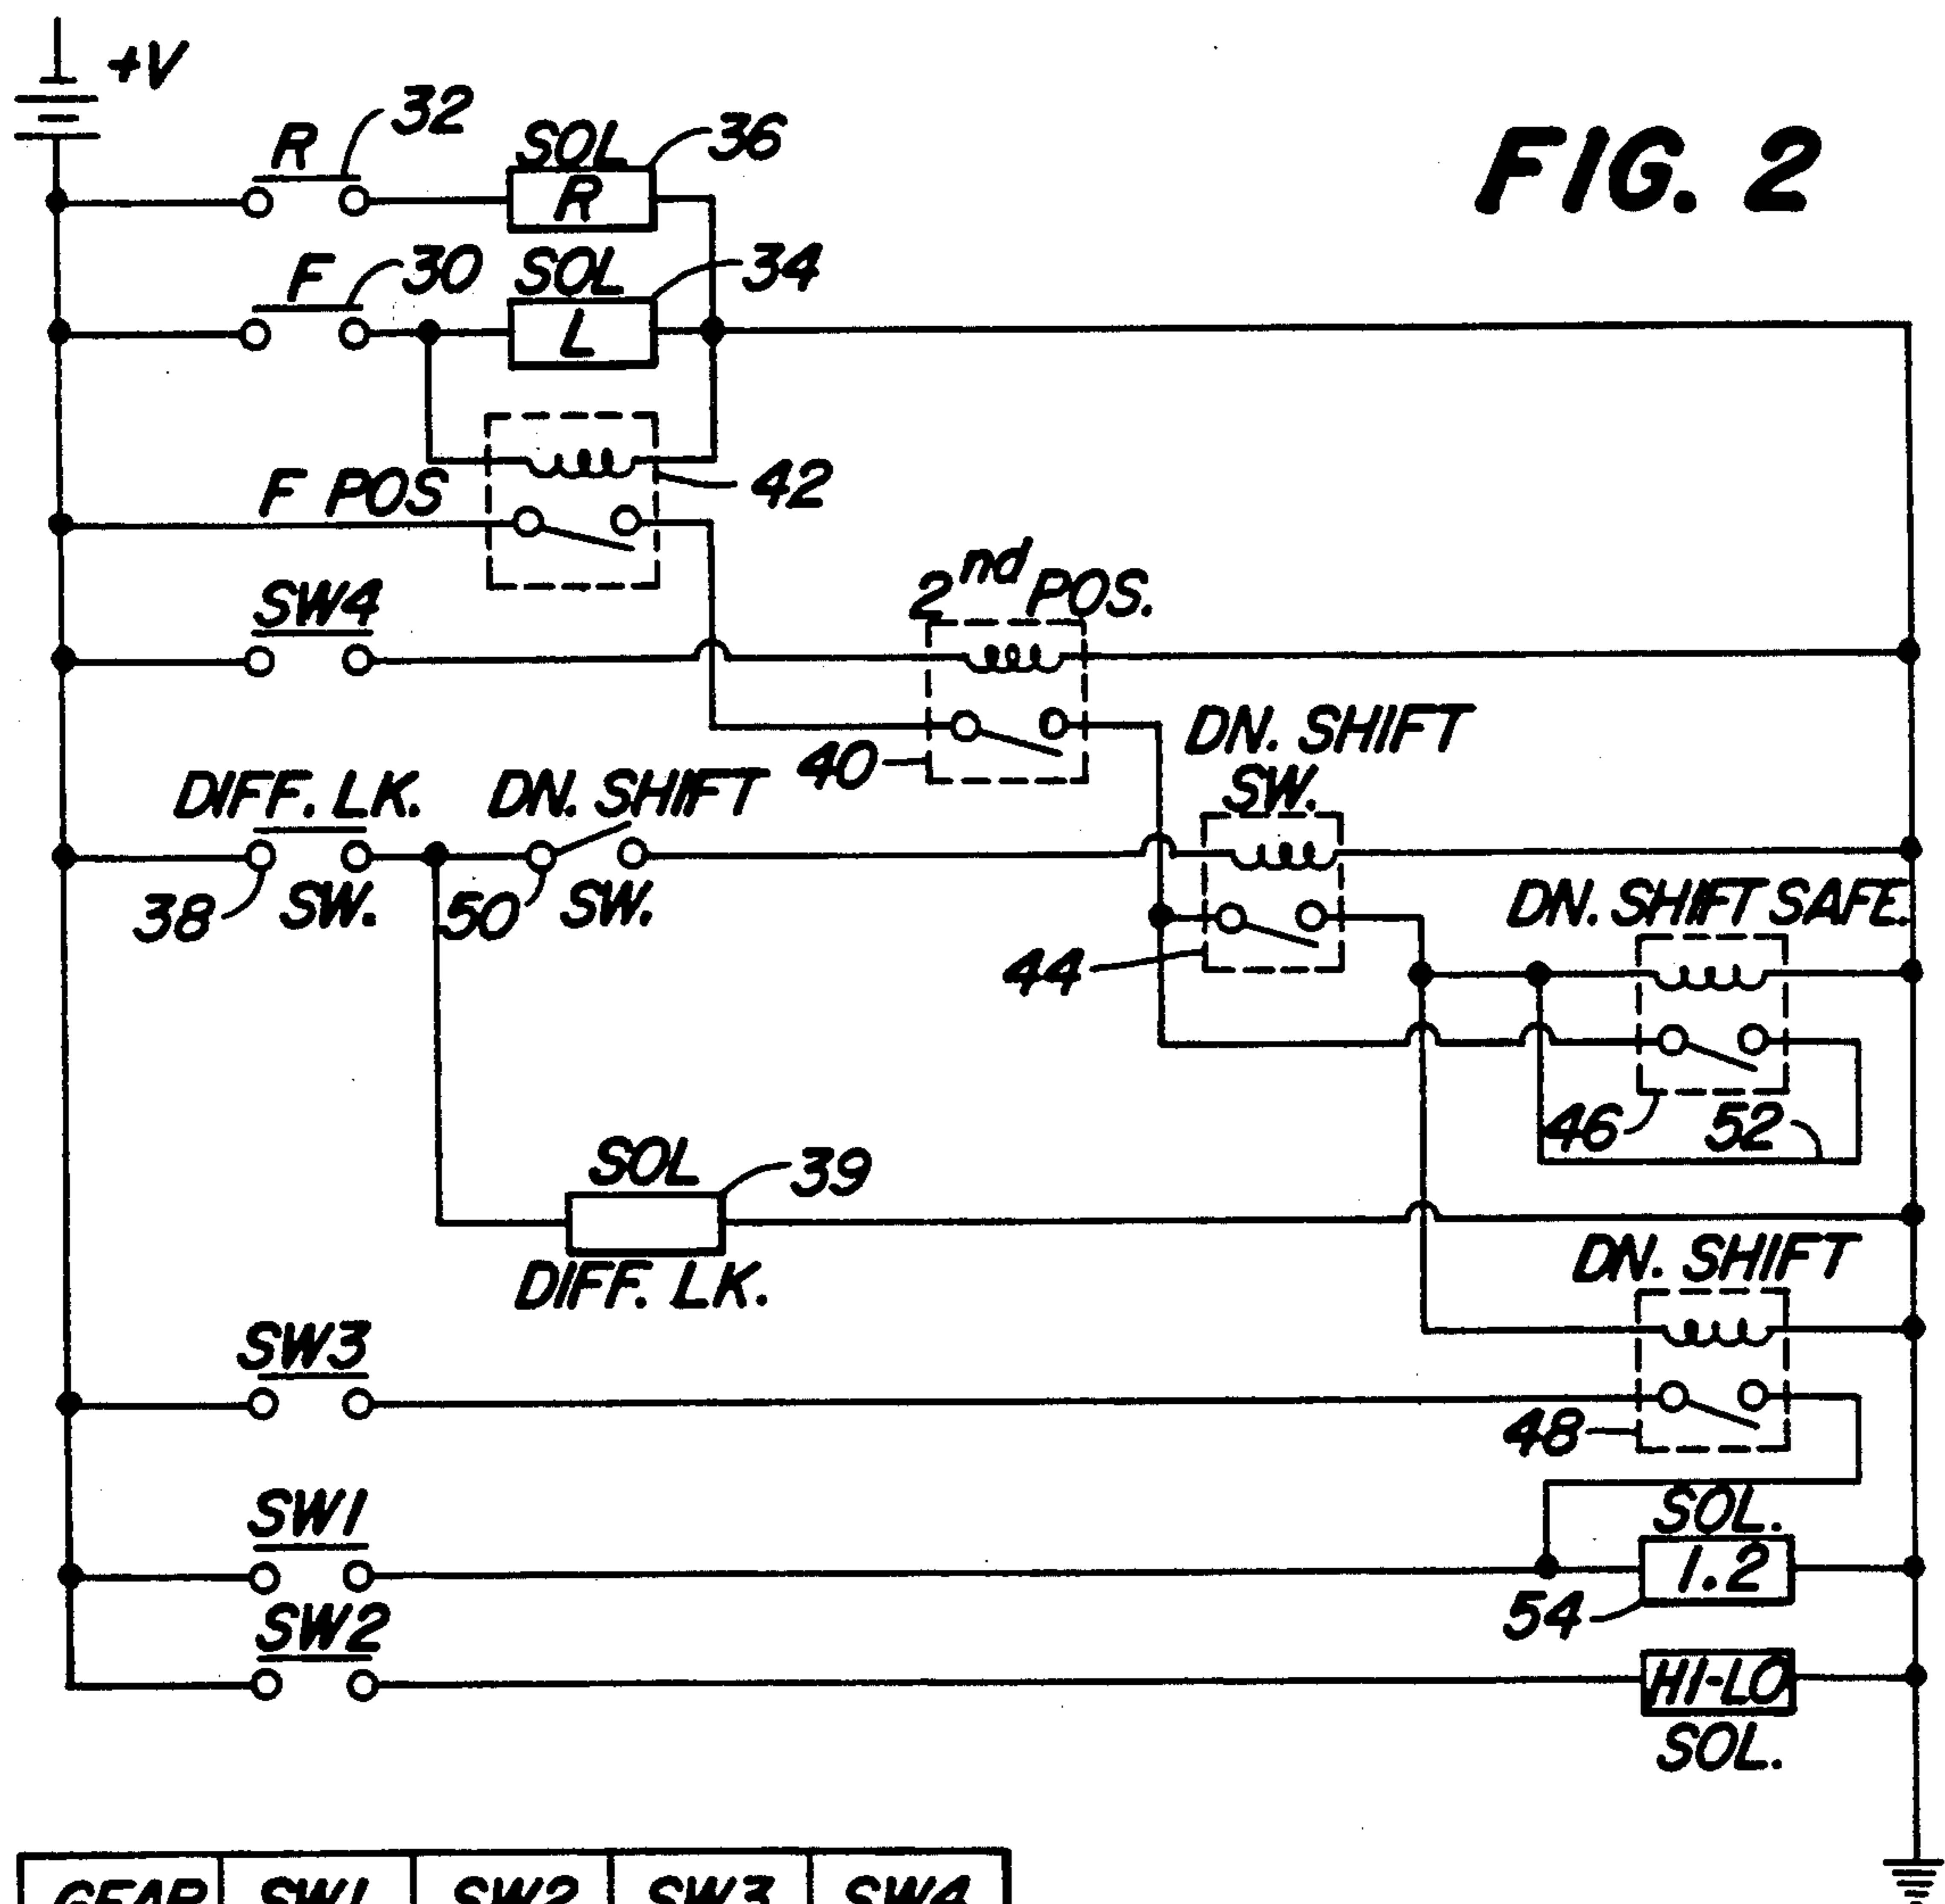 +V
R
32
SOL
36
R
FIG. 2
F
30
SOL
34
L
F POS
42
SW4
2nd POS.
40
DN. SHIFT
SW.
DIFF. LK.
DN. SHIFT
38
SW.
50
SW.
44
DN. SHIFT SAFE.
46
52
SOL
39
DIFF. LK.
DN. SHIFT
SW3
48
SW1
SOL.
1.2
54
SW2
HI-LO
SOL.
GEAR SW1 SW2 SW3 SW4